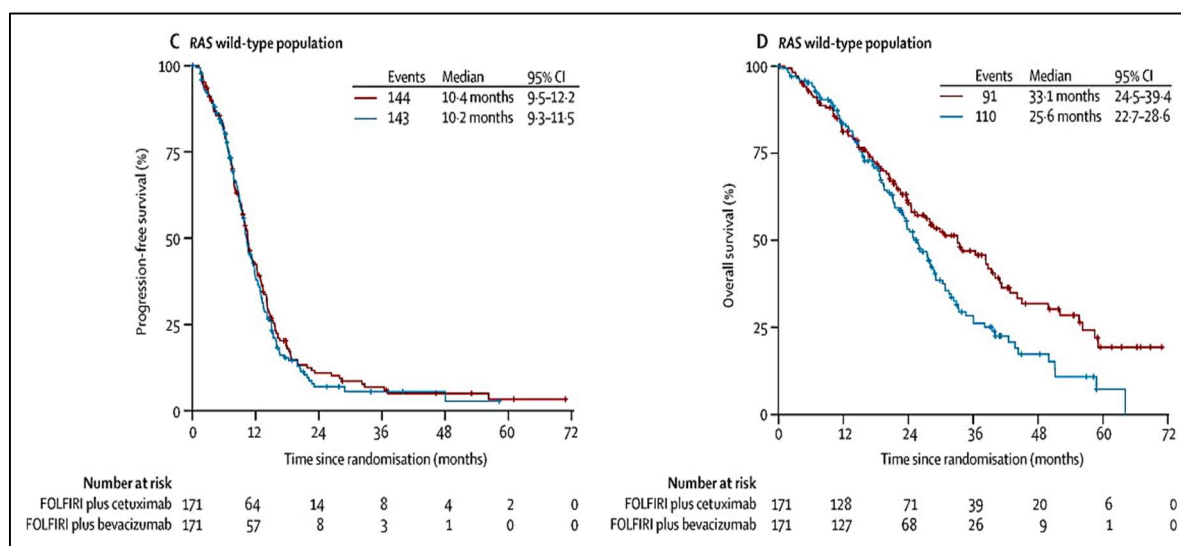 C RAS wild-type population
Events Median 95% CI
144 10·4 months 9·5–12·2
143 10·2 months 9·3–11·5
Progression-free survival (%)
100
75
50
25
0
0 12 24 36 48 60 72
Time since randomisation (months)
Number at risk
FOLFIRI plus cetuximab 171 64 14 8 4 2 0
FOLFIRI plus bevacizumab 171 57 8 3 1 0 0
D RAS wild-type population
Events Median 95% CI
91 33·1 months 24·5–39·4
110 25·6 months 22·7–28·6
Overall survival (%)
100
75
50
25
0
0 12 24 36 48 60 72
Time since randomisation (months)
Number at risk
FOLFIRI plus cetuximab 171 128 71 39 20 6 0
FOLFIRI plus bevacizumab 171 127 68 26 9 1 0